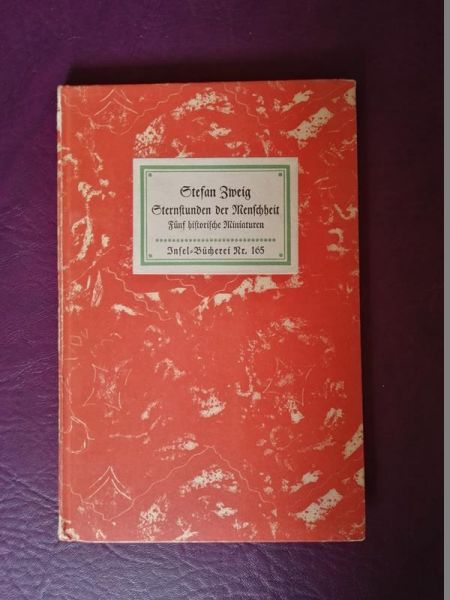 Stefan Zweig
Sternstunden der Menschheit
Fünf historische Miniaturen
Insel-Bücherei Nr. 165